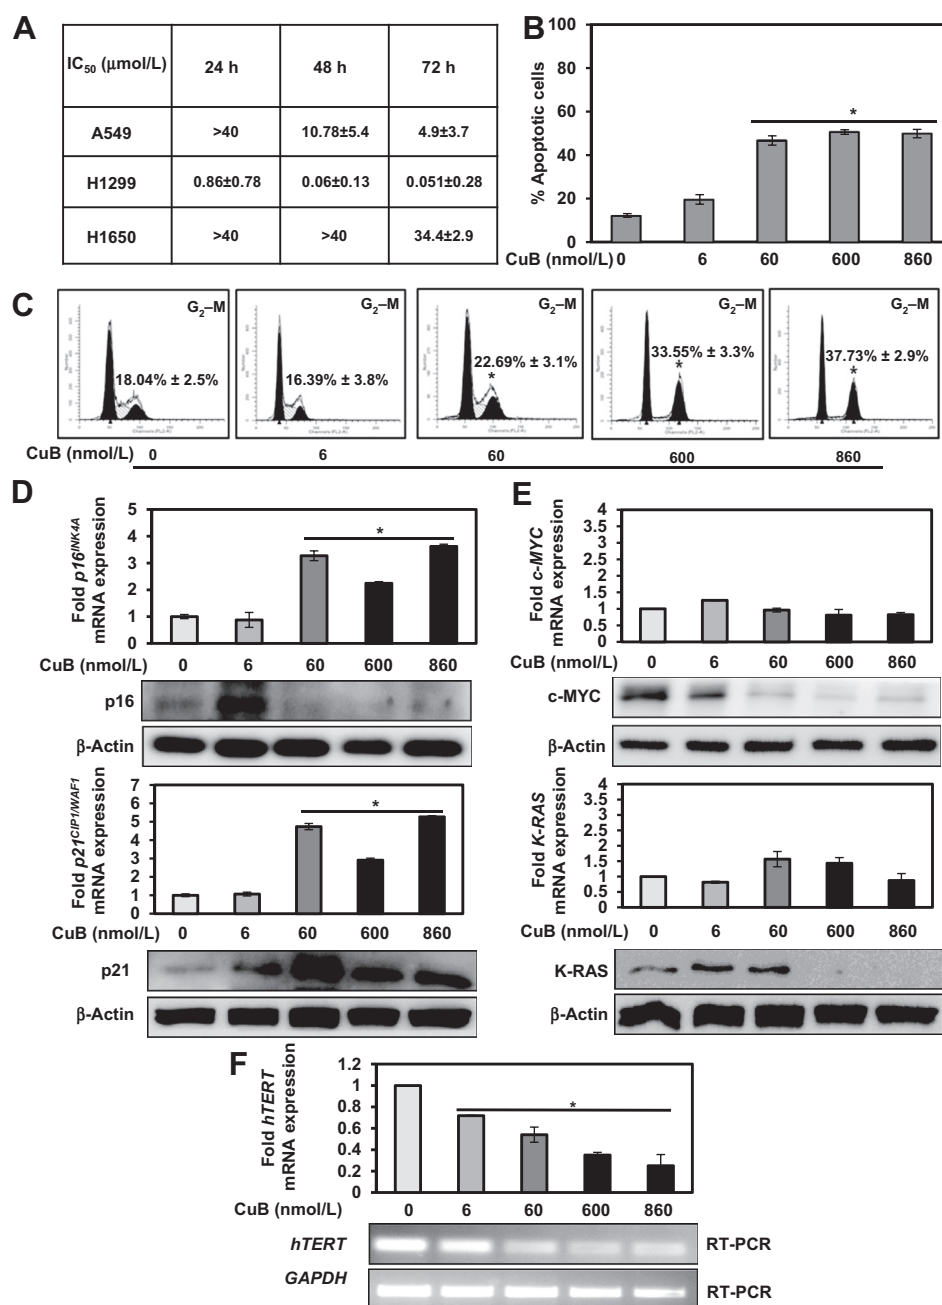 A
IC50 (μmol/L) 24 h 48 h 72 h
A549 >40 10.78±5.4 4.9±3.7
H1299 0.86±0.78 0.06±0.13 0.051±0.28
H1650 >40 >40 34.4±2.9
B
% Apoptotic cells
100
80
60
40
20
0
*
CuB (nmol/L) 0 6 60 600 860
C
G2–M G2–M G2–M G2–M G2–M
18.04% ± 2.5% 16.39% ± 3.8% 22.69% ± 3.1% 33.55% ± 3.3% 37.73% ± 2.9%
* * *
CuB (nmol/L) 0 6 60 600 860
D
Fold p16INK4A
mRNA expression
5
4
3
2
1
0
*
CuB (nmol/L) 0 6 60 600 860
p16
β-Actin
Fold p21CIP1/WAF1
mRNA expression
7
6
5
4
3
2
1
0
*
CuB (nmol/L) 0 6 60 600 860
p21
β-Actin
E
Fold c-MYC
mRNA expression
4
3.5
3
2.5
2
1.5
1
0.5
0
CuB (nmol/L) 0 6 60 600 860
c-MYC
β-Actin
Fold K-RAS
mRNA expression
4
3.5
3
2.5
2
1.5
1
0.5
0
CuB (nmol/L) 0 6 60 600 860
K-RAS
β-Actin
F
Fold hTERT
mRNA expression
1.2
1
0.8
0.6
0.4
0.2
0
*
CuB (nmol/L) 0 6 60 600 860
hTERT RT-PCR
GAPDH RT-PCR